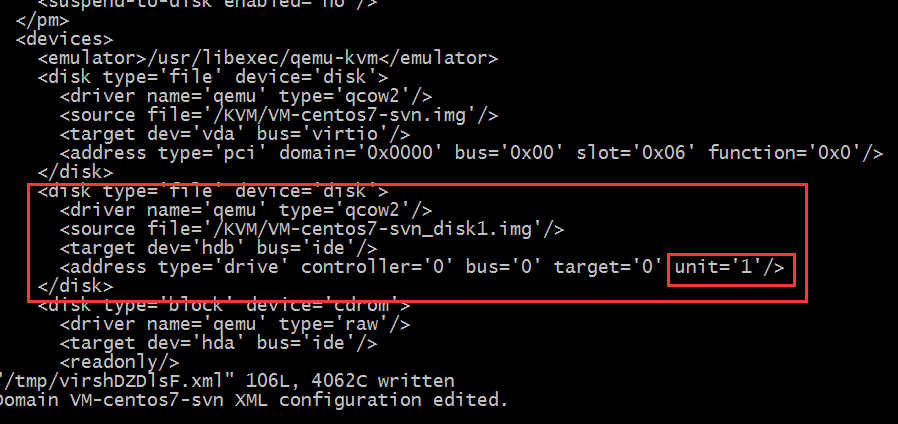 <suspend-to-disk enabled='no'/>
</pm>
<devices>
<emulator>/usr/libexec/qemu-kvm</emulator>
<disk type='file' device='disk'>
<driver name='qemu' type='qcow2'/>
<source file='/KVM/VM-centos7-svn.img'/>
<target dev='vda' bus='virtio'/>
<address type='pci' domain='0x0000' bus='0x00' slot='0x06' function='0x0'/>
</disk>
<disk type='file' device='disk'>
<driver name='qemu' type='qcow2'/>
<source file='/KVM/VM-centos7-svn_disk1.img'/>
<target dev='hdb' bus='ide'/>
<address type='drive' controller='0' bus='0' target='0' unit='1'/>
</disk>
<disk type='block' device='cdrom'>
<driver name='qemu' type='raw'/>
<target dev='hda' bus='ide'/>
<readonly/>
"/tmp/virshDZDlsF.xml" 106L, 4062C written
Domain VM-centos7-svn XML configuration edited.